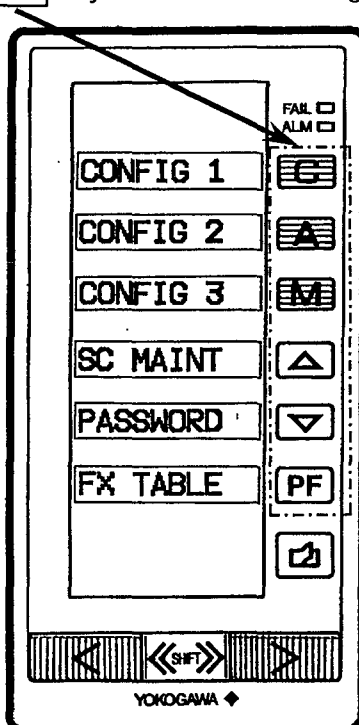 FAIL
ALM
CONFIG 1 C
CONFIG 2 A
CONFIG 3 M
SC MAINT
PASSWORD
FX TABLE PF
SHIFT
YOKOGAWA